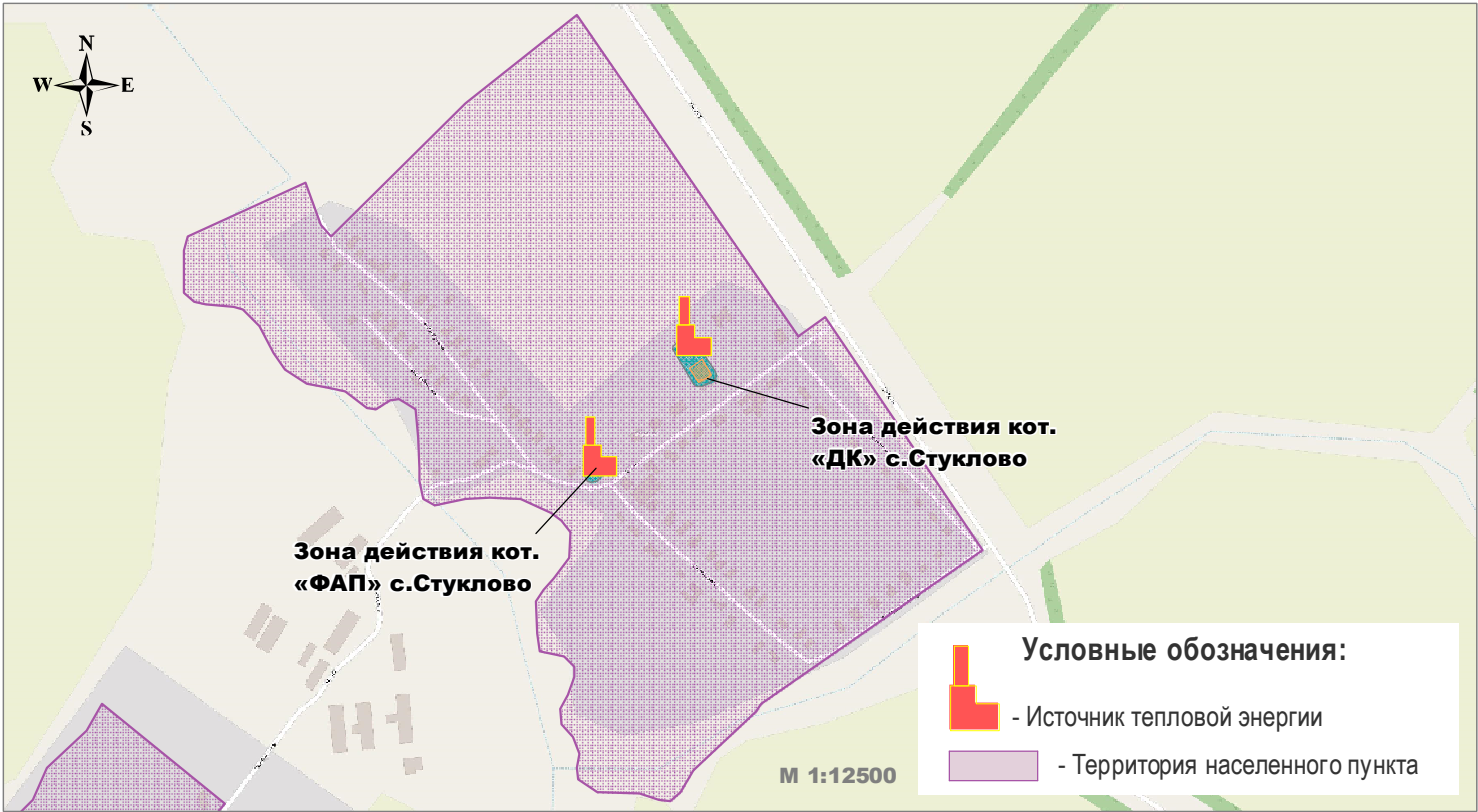 N
W E
S
Зона действия кот.
«ДК» с.Стуклово
Зона действия кот.
«ФАП» с.Стуклово
Условные обозначения:
- Источник тепловой энергии
- Территория населенного пункта
М 1:12500